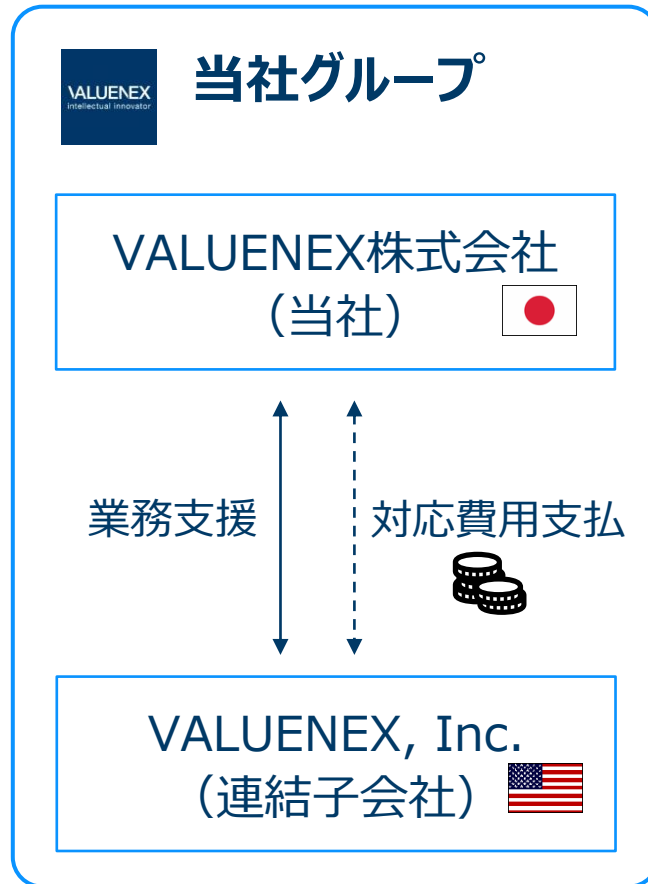 VALUENEX
intellectual innovator
当社グループ
VALUENEX株式会社
（当社）
業務支援
対応費用支払
VALUENEX, Inc.
（連結子会社）